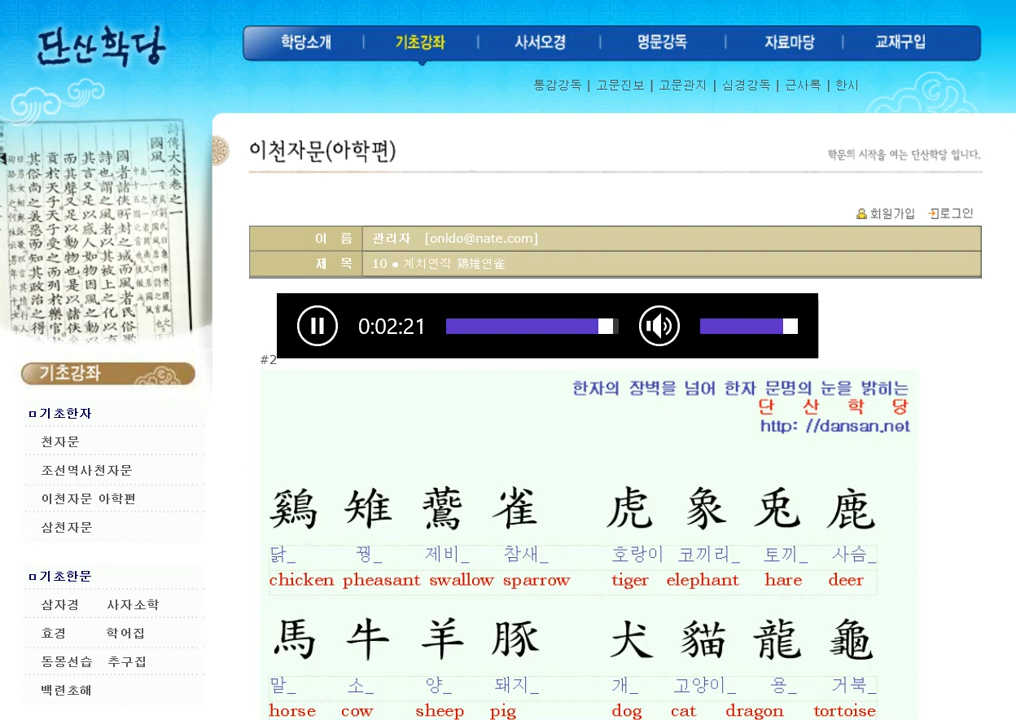 단산학당
학당소개 | 기초강좌 | 사서오경 | 명문강독 | 자료마당 | 교재구입
통감강독 | 고문진보 | 고문관지 | 심경강독 | 근사록 | 한시
이천자문(아학편)
학문의 시작을 여는 단산학당 입니다.
회원가입 로그인
이 름 관리자 [onldo@nate.com]
제 목 10 ● 계치연작 鷄雉연雀
0:02:21
#2
한자의 장벽을 넘어 한자 문명의 눈을 밝히는
단 산 학 당
http: //dansan.net
鷄 雉 鷰 雀 虎 象 兎 鹿
닭_ 꿩_ 제비_ 참새_ 호랑이 코끼리_ 토끼_ 사슴_
chicken pheasant swallow sparrow tiger elephant hare deer
馬 牛 羊 豚 犬 貓 龍 龜
말_ 소_ 양_ 돼지_ 개_ 고양이_ 용_ 거북_
horse cow sheep pig dog cat dragon tortoise
기초강좌
기초한자
천자문
조선역사천자문
이천자문 아학편
삼천자문
기초한문
삼자경 사자소학
효경 학어집
동몽선습 추구집
백련초해
詩傳大全卷之一
國風一